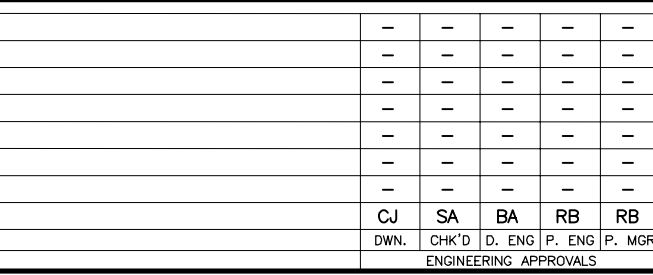 – – – – –
– – – – –
– – – – –
– – – – –
– – – – –
– – – – –
– – – – –
CJ SA BA RB RB
DWN. CHK'D D. ENG P. ENG P. MGR
ENGINEERING APPROVALS